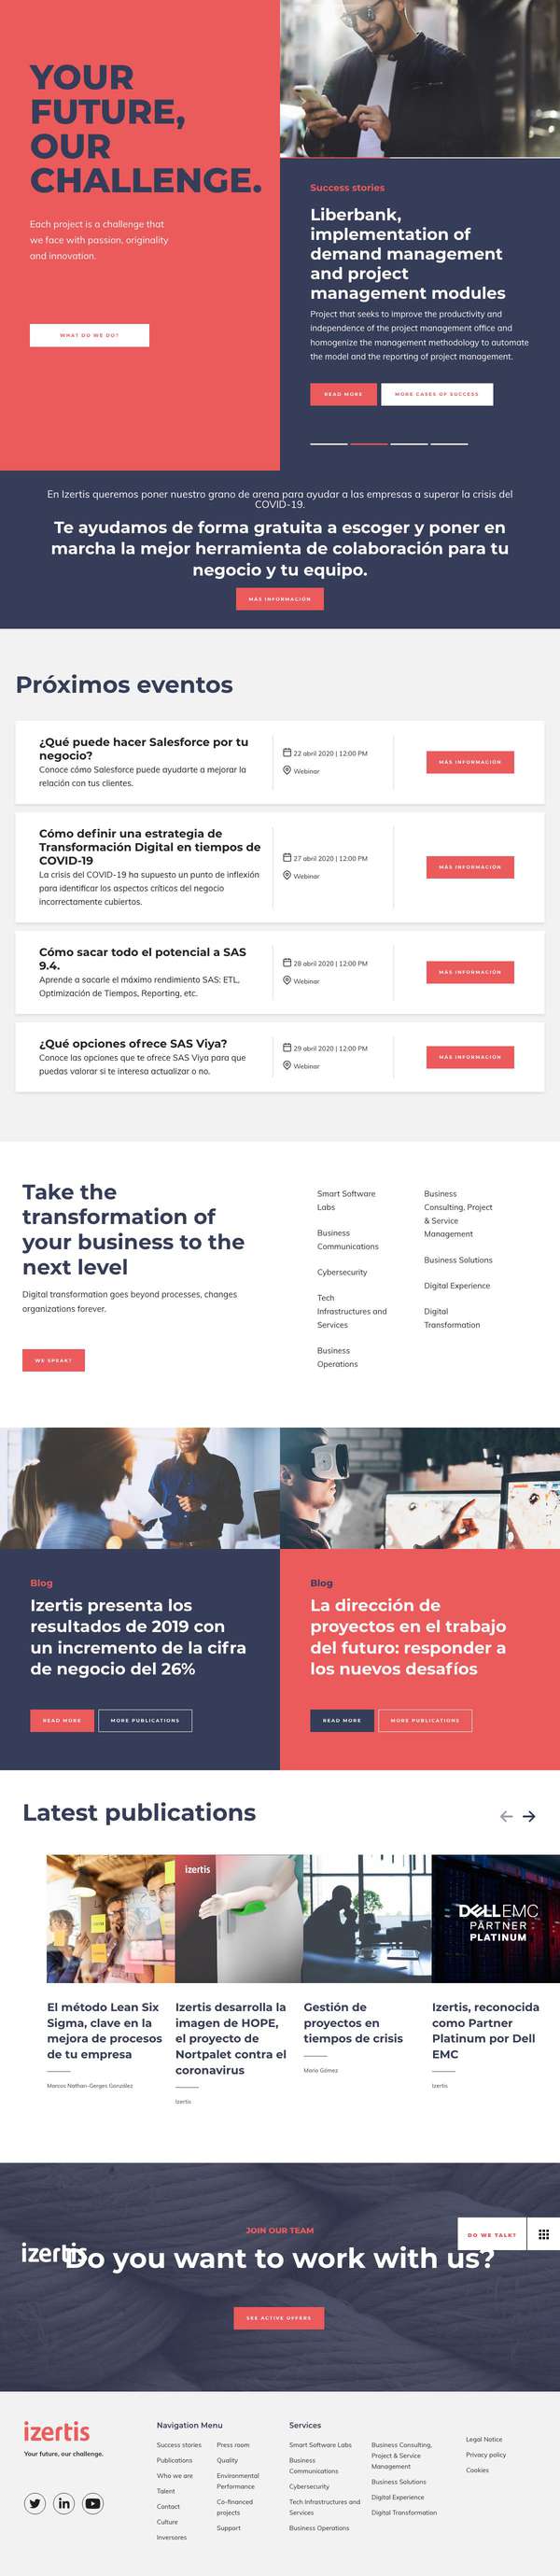 YOUR
FUTURE,
OUR
CHALLENGE.
Each project is a challenge that
we face with passion, originality
and innovation.
WHAT DO WE DO?
Success stories
Liberbank,
implementation of
demand management
and project
management modules
Project that seeks to improve the productivity and
independence of the project management office and
homogenize the management methodology to automate
the model and the reporting of project management.
READ MORE
MORE CASES OF SUCCESS
En Izertis queremos poner nuestro grano de arena para ayudar a las empresas a superar la crisis del
COVID-19.
Te ayudamos de forma gratuita a escoger y poner en
marcha la mejor herramienta de colaboración para tu
negocio y tu equipo.
MÁS INFORMACIÓN
Próximos eventos
¿Qué puede hacer Salesforce por tu
negocio?
Conoce cómo Salesforce puede ayudarte a mejorar la
relación con tus clientes.
22 abril 2020 | 12:00 PM
Webinar
MÁS INFORMACIÓN
Cómo definir una estrategia de
Transformación Digital en tiempos de
COVID-19
La crisis del COVID-19 ha supuesto un punto de inflexión
para identificar los aspectos críticos del negocio
incorrectamente cubiertos.
27 abril 2020 | 12:00 PM
Webinar
MÁS INFORMACIÓN
Cómo sacar todo el potencial a SAS
9.4.
Aprende a sacarle el máximo rendimiento SAS: ETL,
Optimización de Tiempos, Reporting, etc.
28 abril 2020 | 12:00 PM
Webinar
MÁS INFORMACIÓN
¿Qué opciones ofrece SAS Viya?
Conoce las opciones que te ofrece SAS Viya para que
puedas valorar si te interesa actualizar o no.
29 abril 2020 | 12:00 PM
Webinar
MÁS INFORMACIÓN
Take the
transformation of
your business to the
next level
Digital transformation goes beyond processes, changes
organizations forever.
WE SPEAK?
Smart Software
Labs
Business
Communications
Cybersecurity
Tech
Infrastructures and
Services
Business
Operations
Business
Consulting, Project
& Service
Management
Business Solutions
Digital Experience
Digital
Transformation
Blog
Izertis presenta los
resultados de 2019 con
un incremento de la cifra
de negocio del 26%
READ MORE
MORE PUBLICATIONS
Blog
La dirección de
proyectos en el trabajo
del futuro: responder a
los nuevos desafíos
READ MORE
MORE PUBLICATIONS
Latest publications
izertis
DELLEMC
PARTNER
PLATINUM
El método Lean Six
Sigma, clave en la
mejora de procesos
de tu empresa
Marcos Nathan-Gerges González
Izertis desarrolla la
imagen de HOPE,
el proyecto de
Nortpalet contra el
coronavirus
Izertis
Gestión de
proyectos en
tiempos de crisis
Mario Gómez
Izertis, reconocida
como Partner
Platinum por Dell
EMC
Izertis
JOIN OUR TEAM
DO WE TALK?
izertis
Do you want to work with us?
SEE ACTIVE OFFERS
izertis
Your future, our challenge.
Navigation Menu
Success stories
Publications
Who we are
Talent
Contact
Culture
Inversores
Press room
Quality
Environmental
Performance
Co-financed
projects
Support
Services
Smart Software Labs
Business
Communications
Cybersecurity
Tech Infrastructures and
Services
Business Operations
Business Consulting,
Project & Service
Management
Business Solutions
Digital Experience
Digital Transformation
Legal Notice
Privacy policy
Cookies